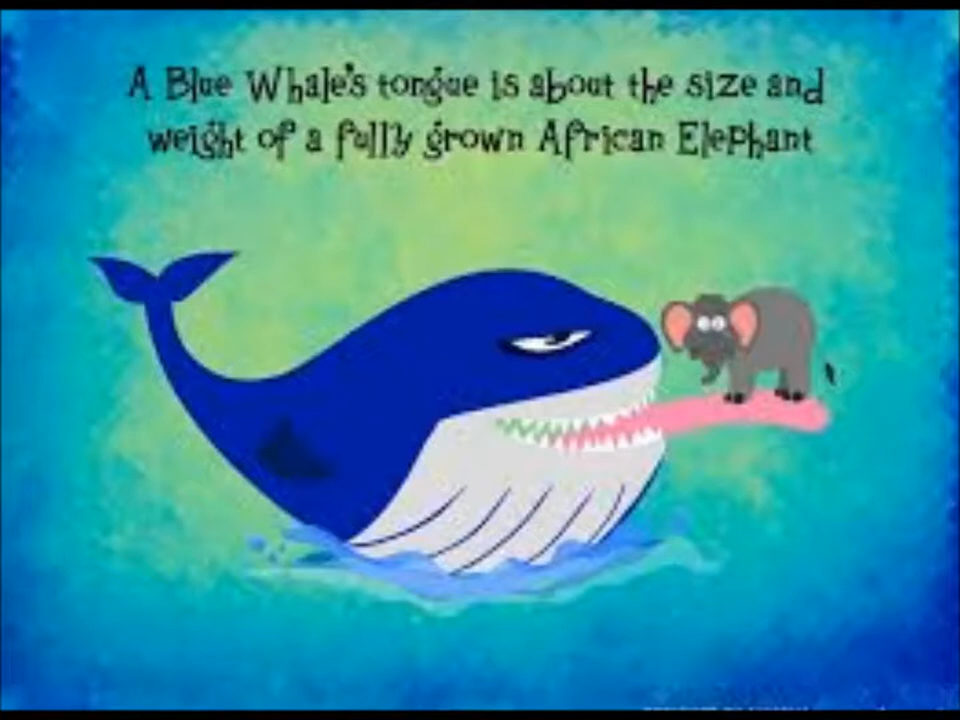 A Blue Whale's tongue is about the size and
weight of a fully grown African Elephant